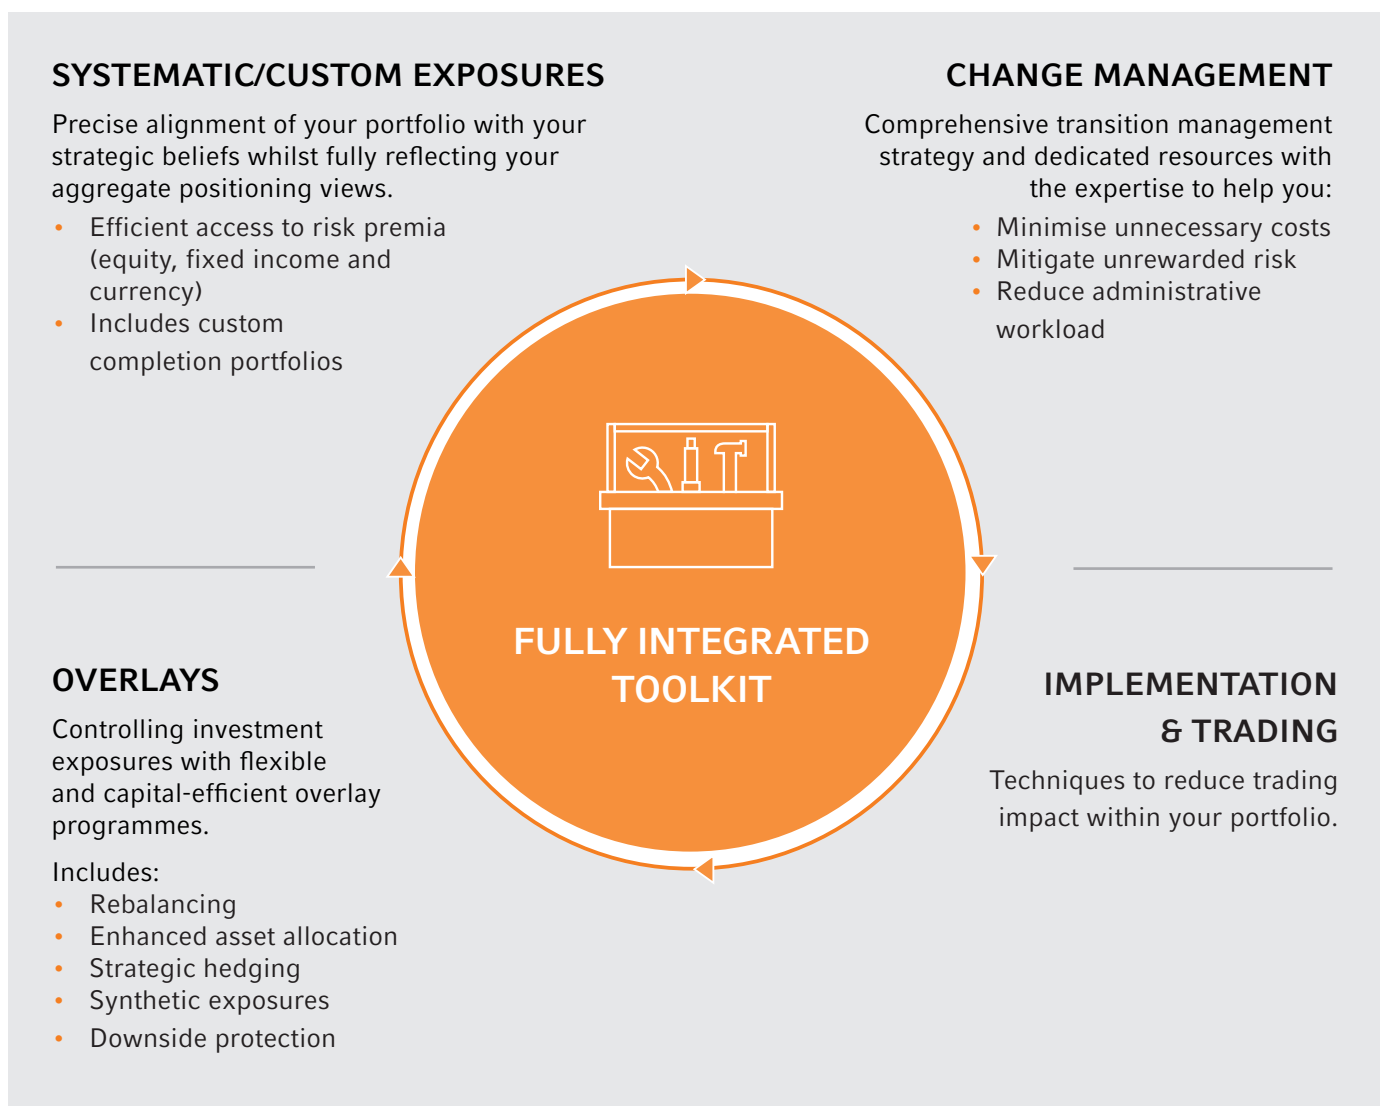 SYSTEMATIC/CUSTOM EXPOSURES
Precise alignment of your portfolio with your
strategic beliefs whilst fully reflecting your
aggregate positioning views.
• Efficient access to risk premia
(equity, fixed income and
currency)
• Includes custom
completion portfolios
CHANGE MANAGEMENT
Comprehensive transition management
strategy and dedicated resources with
the expertise to help you:
• Minimise unnecessary costs
• Mitigate unrewarded risk
• Reduce administrative
workload
FULLY INTEGRATED
TOOLKIT
OVERLAYS
Controlling investment
exposures with flexible
and capital-efficient overlay
programmes.
Includes:
• Rebalancing
• Enhanced asset allocation
• Strategic hedging
• Synthetic exposures
• Downside protection
IMPLEMENTATION
& TRADING
Techniques to reduce trading
impact within your portfolio.